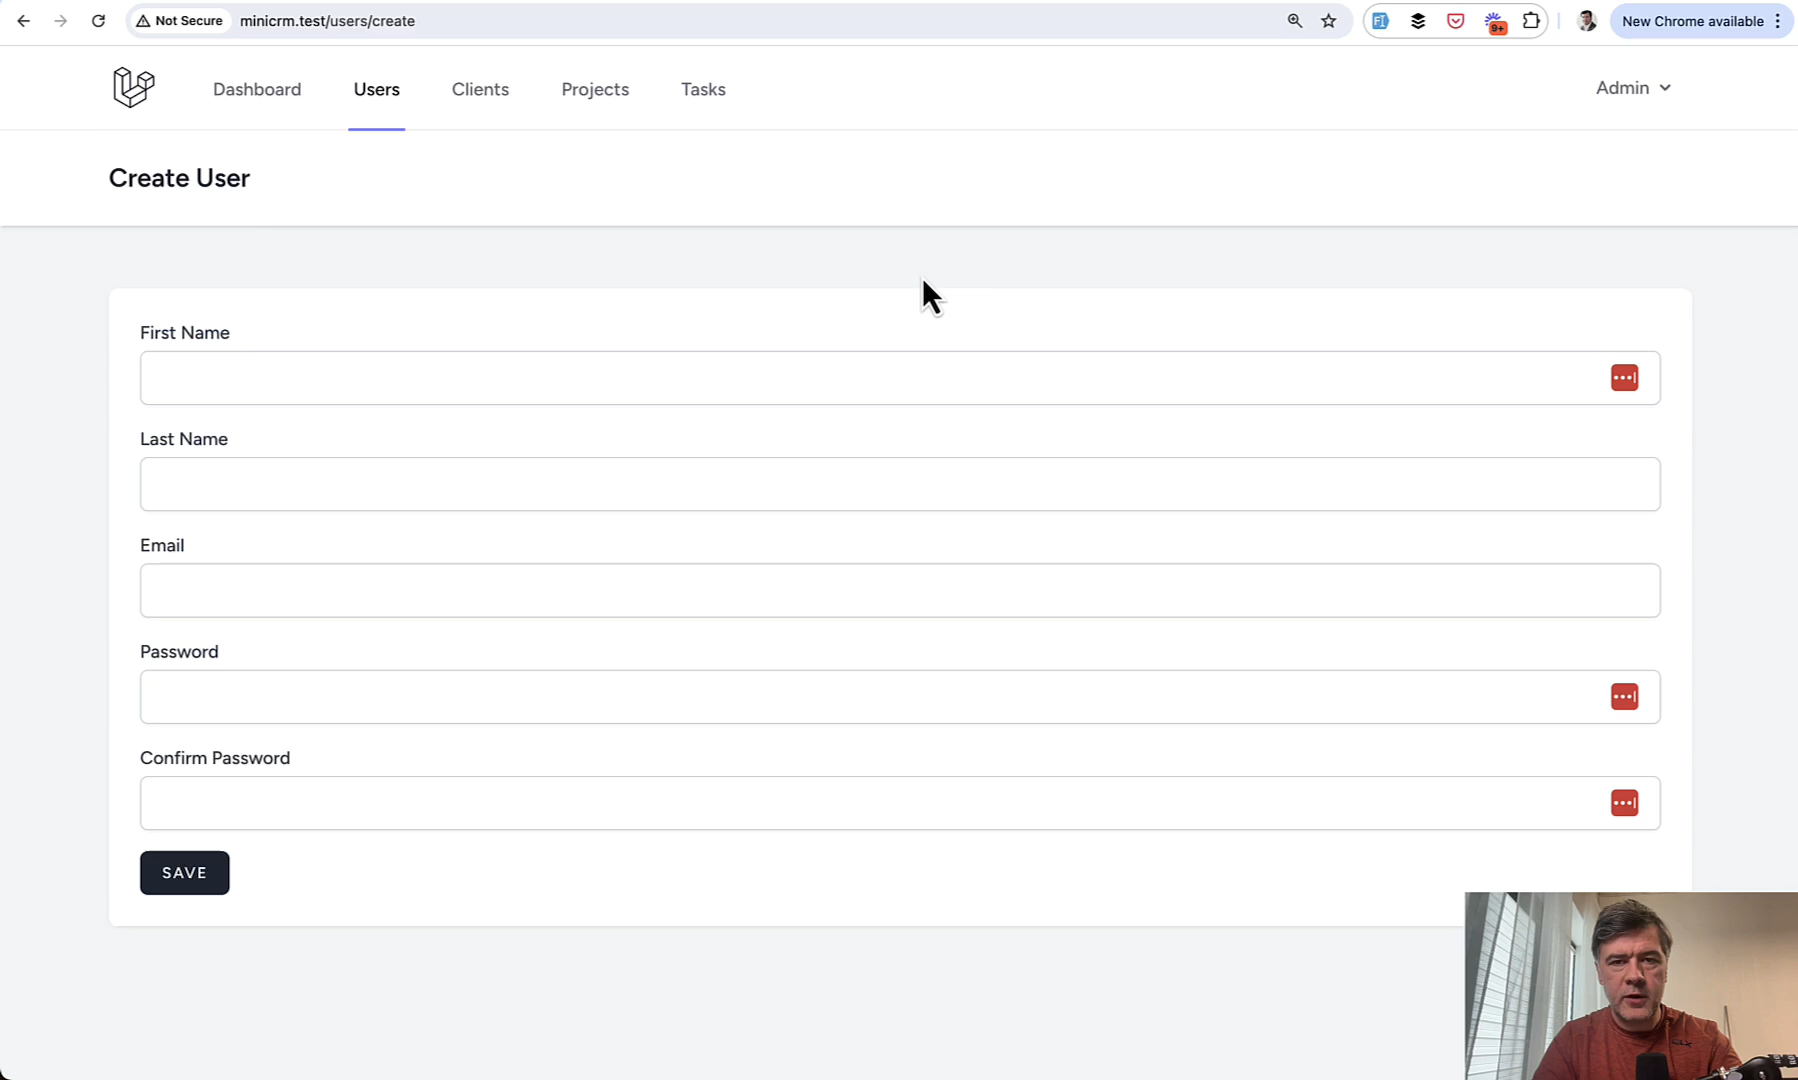 Not Secure
minicrm.test/users/create
9+
New Chrome available
Dashboard
Users
Clients
Projects
Tasks
Admin
Create User
First Name
Last Name
Email
Password
Confirm Password
SAVE